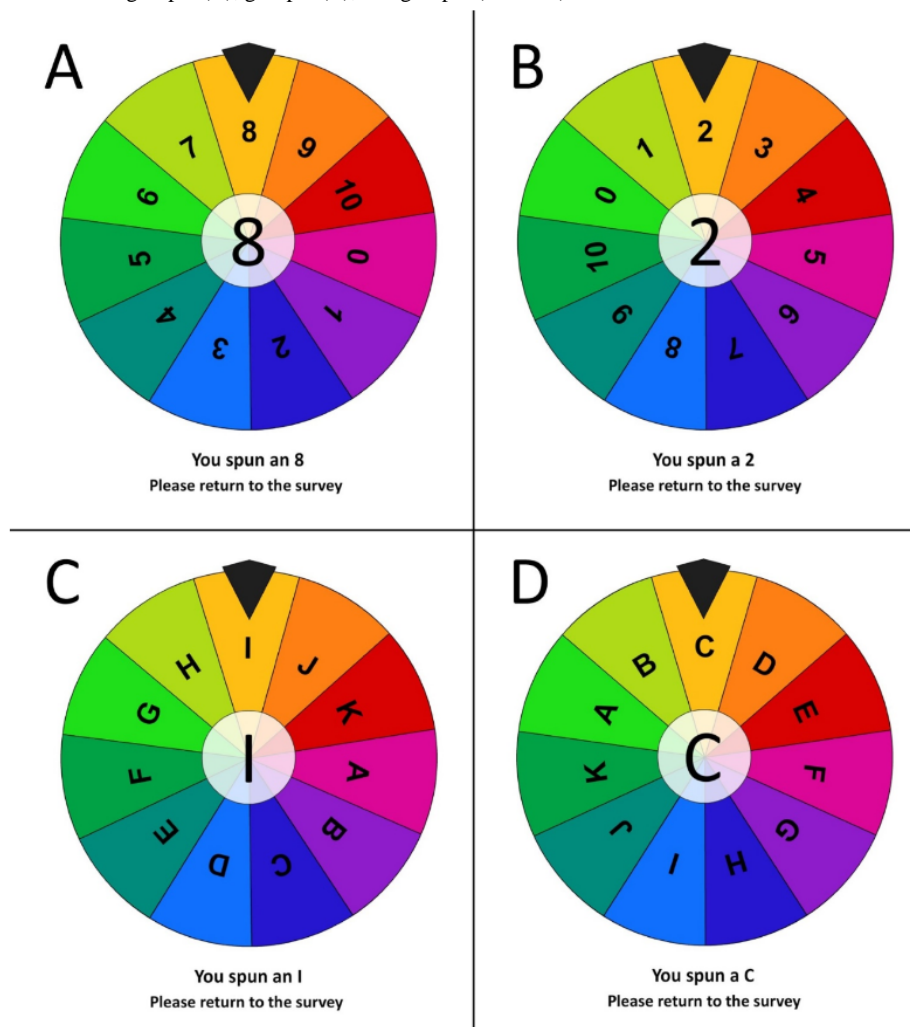 A
8
9
10
0
1
2
3
4
5
6
7
8
You spun an 8
Please return to the survey
B
2
3
4
5
6
7
8
9
10
0
1
2
You spun a 2
Please return to the survey
C
I
J
K
A
B
C
D
E
F
G
H
I
You spun an I
Please return to the survey
D
C
D
E
F
G
H
I
J
K
A
B
C
You spun a C
Please return to the survey